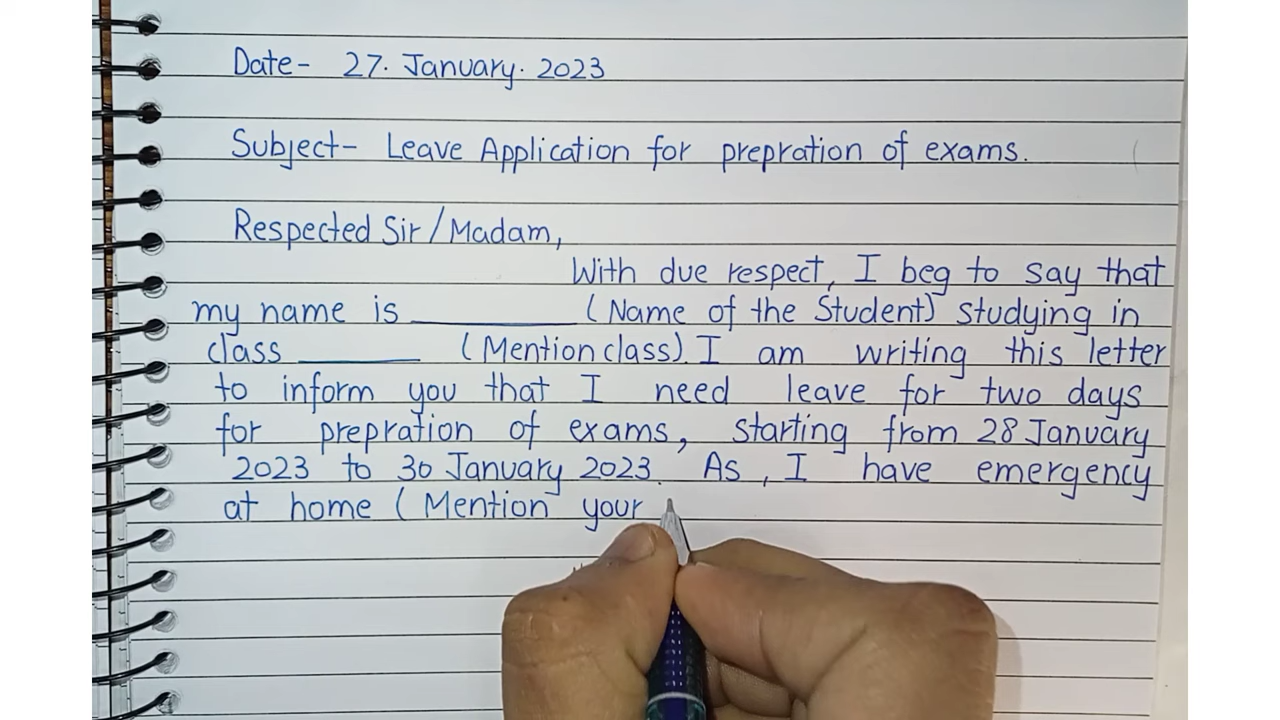 Date- 27. January. 2023
Subject- Leave Application for prepration of exams.
Respected Sir/Madam,
With due respect, I beg to say that
my name is ________ (Name of the Student) studying in
class ______ (Mention class). I am writing this letter
to inform you that I need leave for two days
for prepration of exams, starting from 28 January
2023 to 30 January 2023. As, I have emergency
at home (Mention your